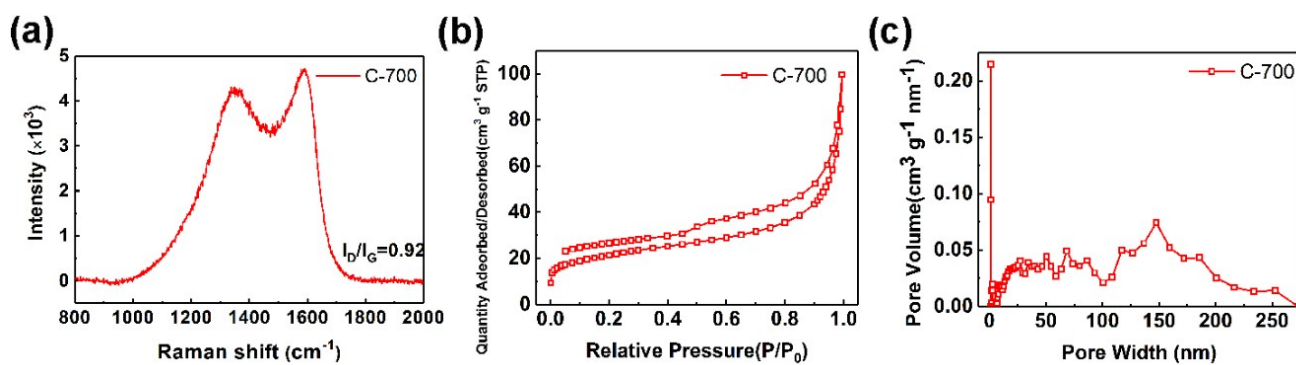 (a)
C-700
I_D/I_G=0.92
Intensity (×10³)
5
4
3
2
1
0
800 1000 1200 1400 1600 1800 2000
Raman shift (cm⁻¹)
(b)
C-700
Quantity Adeorbed/Desorbed(cm³ g⁻¹ STP)
100
80
60
40
20
0
0.0 0.2 0.4 0.6 0.8 1.0
Relative Pressure(P/P₀)
(c)
C-700
Pore Volume(cm³ g⁻¹ nm-1)
0.20
0.15
0.10
0.05
0.00
0 50 100 150 200 250
Pore Width (nm)